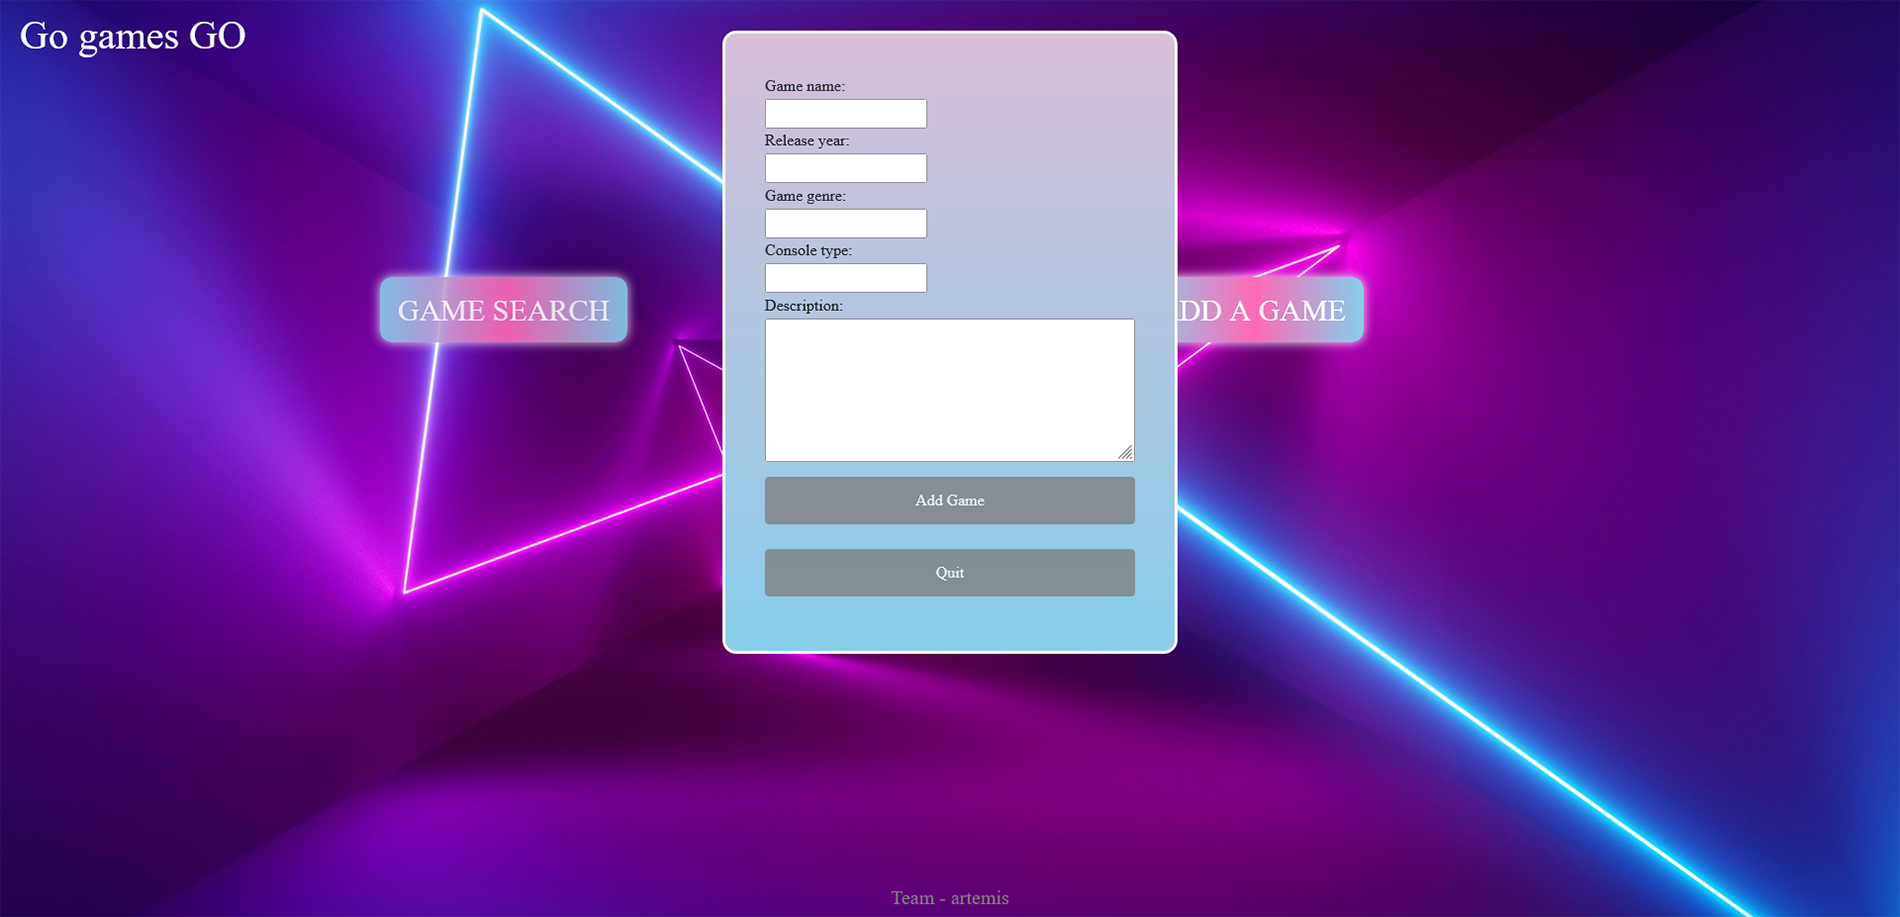 Go games GO
Game name:
Release year:
Game genre:
Console type:
Description:
GAME SEARCH
DD A GAME
Add Game
Quit
Team - artemis